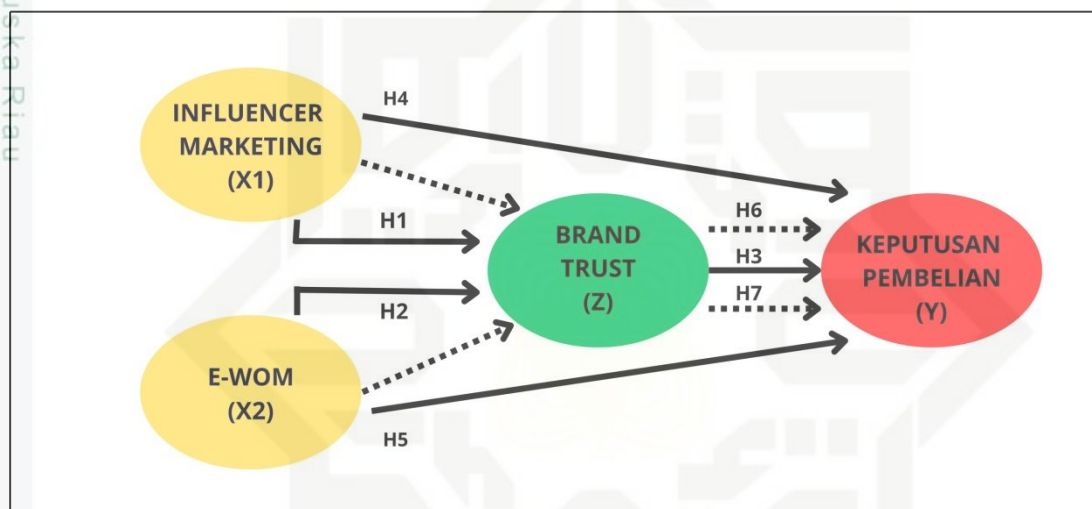 uska Riau
INFLUENCER
MARKETING
(X1)
H4
H1
BRAND
TRUST
(Z)
H6
H3
H7
KEPUTUSAN
PEMBELIAN
(Y)
H2
E-WOM
(X2)
H5